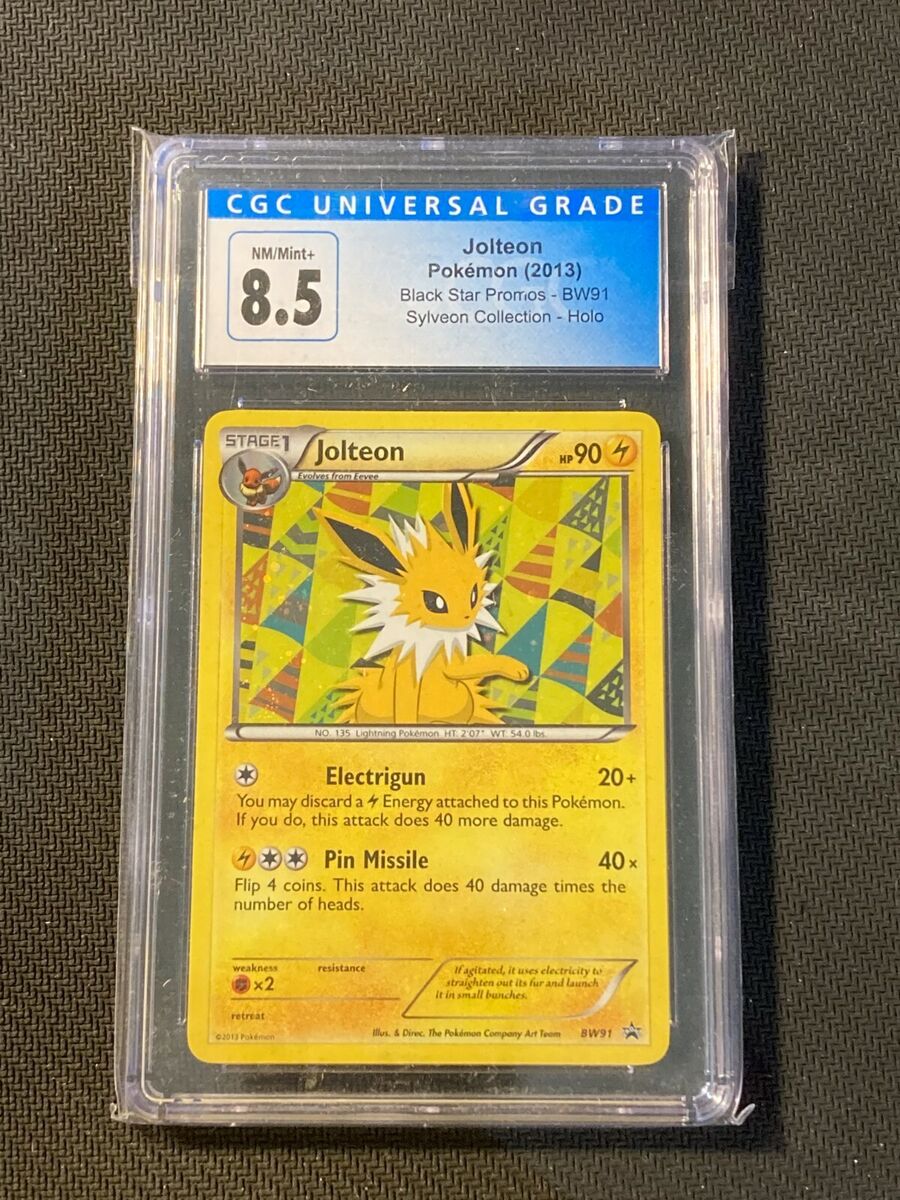 CGC UNIVERSAL GRADE
NM/Mint+
8.5
Jolteon
Pokémon (2013)
Black Star Promos - BW91
Sylveon Collection - Holo
STAGE1
Jolteon
HP90
Evolves from Eevee
NO. 135 Lightning Pokémon HT: 2'07" WT: 54.0 lbs.
Electrigun 20+
You may discard a Energy attached to this Pokémon.
If you do, this attack does 40 more damage.
Pin Missile 40×
Flip 4 coins. This attack does 40 damage times the
number of heads.
weakness resistance
×2
If agitated, it uses electricity to
straighten out its fur and launch
it in small bunches.
retreat
©2013 Pokémon
Illus. & Direc. The Pokémon Company Art Team
BW91